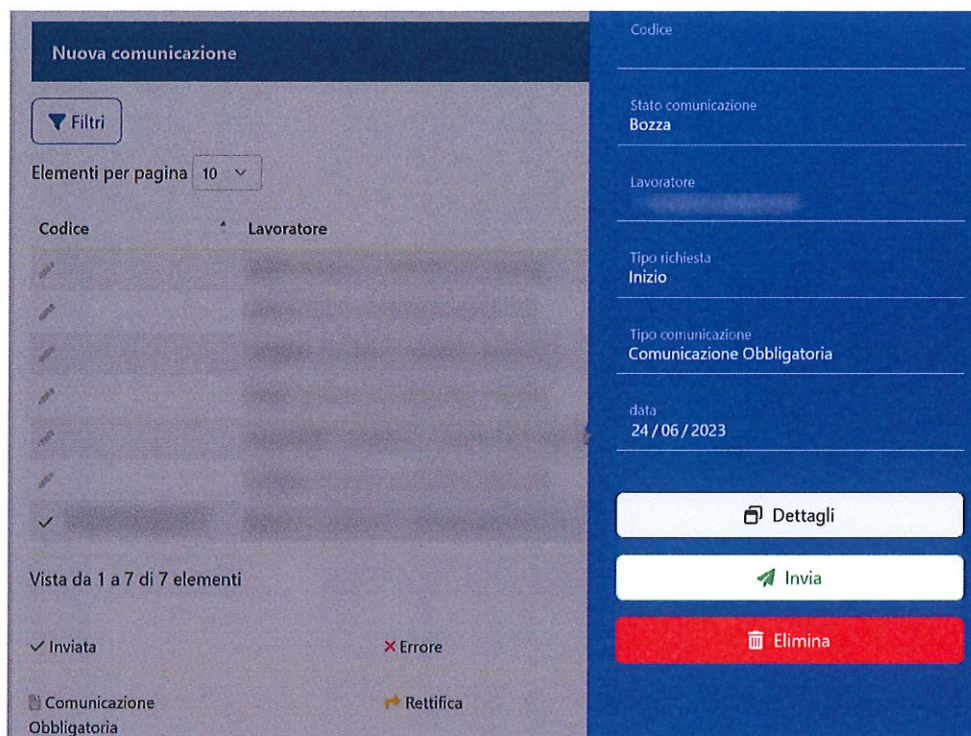 Nuova comunicazione
Filtri
Elementi per pagina 10
Codice Lavoratore
Vista da 1 a 7 di 7 elementi
Inviata Errore
Comunicazione Rettifica
Obbligatoria
Codice
Stato comunicazione
Bozza
Lavoratore
Tipo richiesta
Inizio
Tipo comunicazione
Comunicazione Obbligatoria
data
24 / 06 / 2023
Dettagli
Invia
Elimina